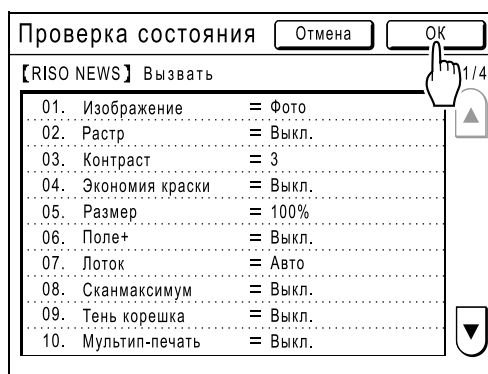 Проверка состояния Отмена OK
【RISO NEWS】 Вызвать 1/4
01. Изображение = Фото
02. Растр = Выкл.
03. Контраст = 3
04. Экономия краски = Выкл.
05. Размер = 100%
06. Поле+ = Выкл.
07. Лоток = Авто
08. Сканмаксимум = Выкл.
09. Тень корешка = Выкл.
10. Мультип-печать = Выкл.